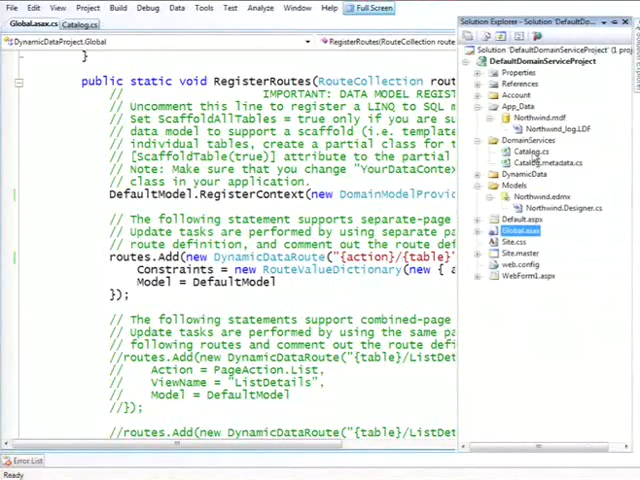 File Edit View Project Build Debug Data Tools Test Analyze Window Help Full Screen
Global.asax.cs Catalog.cs
DynamicDataProject.Global RegisterRoutes(RouteCollection route
}
public static void RegisterRoutes(RouteCollection rout
// IMPORTANT: DATA MODEL REGIS
// Uncomment this line to register a LINQ to SQL m
// Set ScaffoldAllTables = true only if you are su
// data model to support a scaffold (i.e. template
// individual tables, create a partial class for t
// [ScaffoldTable(true)] attribute to the partial
// Note: Make sure that you change "YourDataContex
// class in your application.
DefaultModel.RegisterContext(new DomainModelProvid
// The following statement supports separate-page
// Update tasks are performed by using separate pa
// route definition, and comment out the route def
routes.Add(new DynamicDataRoute("{action}/{table}"
Constraints = new RouteValueDictionary(new { a
Model = DefaultModel
});
// The following statements support combined-page
// Update tasks are performed by using the same pa
// following routes and comment out the route defi
//routes.Add(new DynamicDataRoute("{table}/ListDet
// Action = PageAction.List,
// ViewName = "ListDetails",
// Model = DefaultModel
//});
//routes.Add(new DynamicDataRoute("{table}/ListDet
Solution Explorer - Solution 'DefaultDo...
Solution 'DefaultDomainServiceProject' (1 pro
DefaultDomainServiceProject
Properties
References
Account
App_Data
Northwind.mdf
Northwind_log.LDF
DomainServices
Catalog.cs
Catalog.metadata.cs
DynamicData
Models
Northwind.edmx
Northwind.Designer.cs
Default.aspx
Global.asax
Site.css
Site.master
web.config
WebForm1.aspx
Error List
Ready